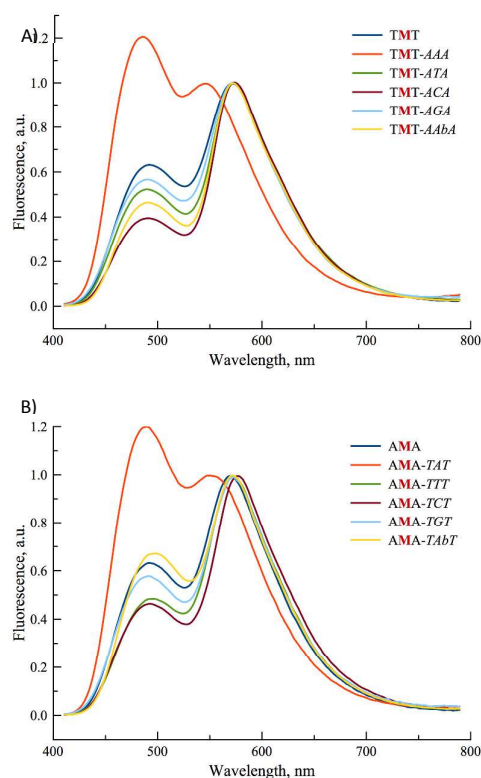 A)
1.2
1.0
0.8
0.6
0.4
0.2
0.0
Fluorescence, a.u.
TMT
TMT-AAA
TMT-ATA
TMT-ACA
TMT-AGA
TMT-AAbA
400
500
600
700
800
Wavelength, nm
B)
1.2
1.0
0.8
0.6
0.4
0.2
0.0
Fluorescence, a.u.
AMA
AMA-TAT
AMA-TTT
AMA-TCT
AMA-TGT
AMA-TAbT
400
500
600
700
800
Wavelength, nm